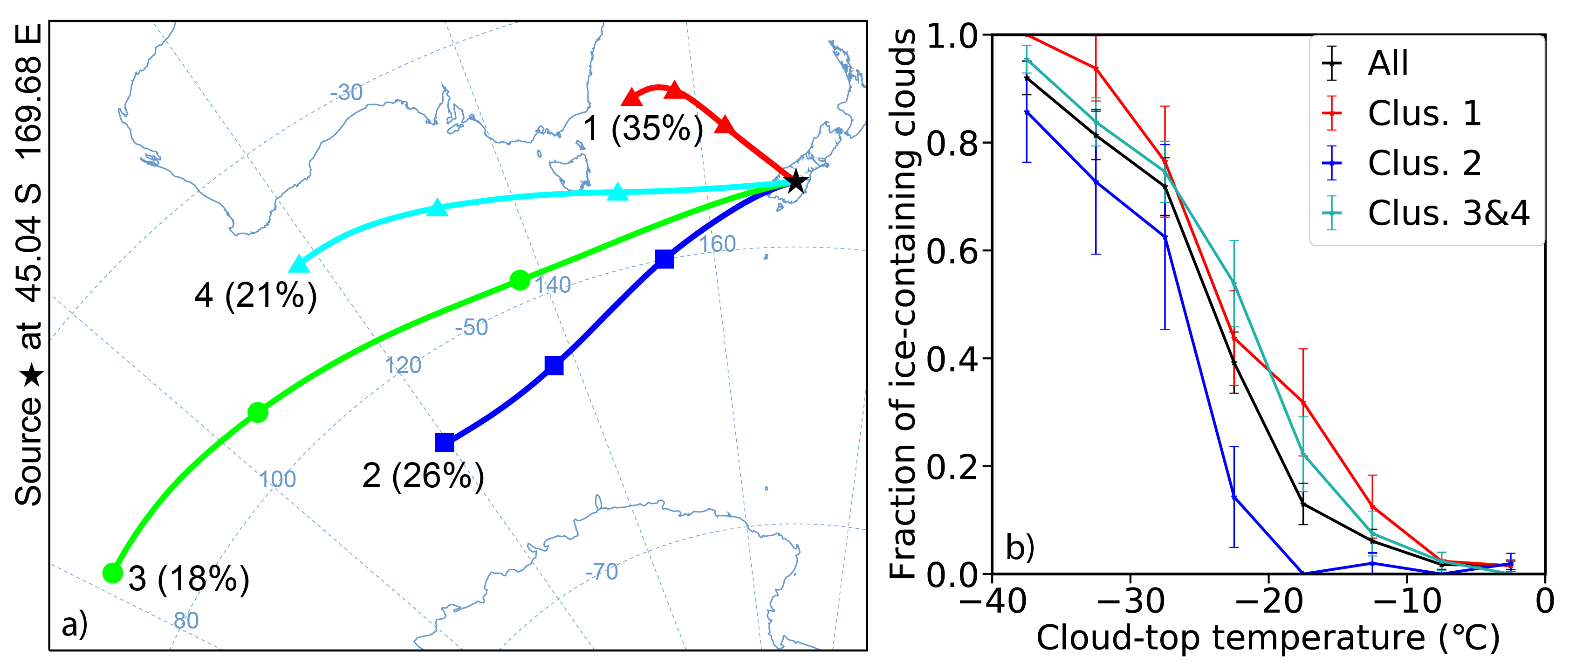 Source ★ at 45.04 S 169.68 E
-30
1 (35%)
160
4 (21%)
140
-50
120
2 (26%)
100
-70
3 (18%)
80
a)
Fraction of ice-containing clouds
1.0
0.8
0.6
0.4
0.2
0.0
All
Clus. 1
Clus. 2
Clus. 3&4
b)
−40 −30 −20 −10 0
Cloud-top temperature (°C)